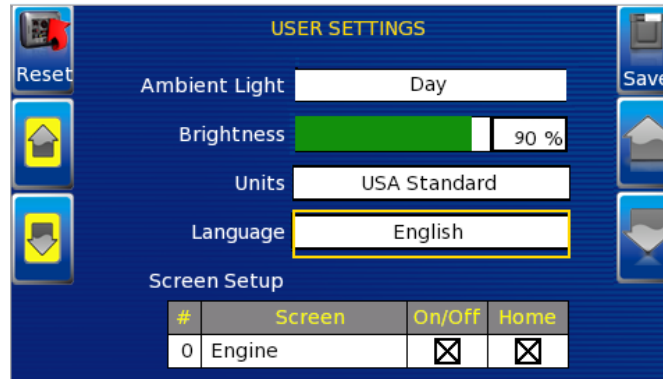 USER SETTINGS
Reset
Save
Ambient Light Day
Brightness 90 %
Units USA Standard
Language English
Screen Setup
# Screen On/Off Home
0 Engine